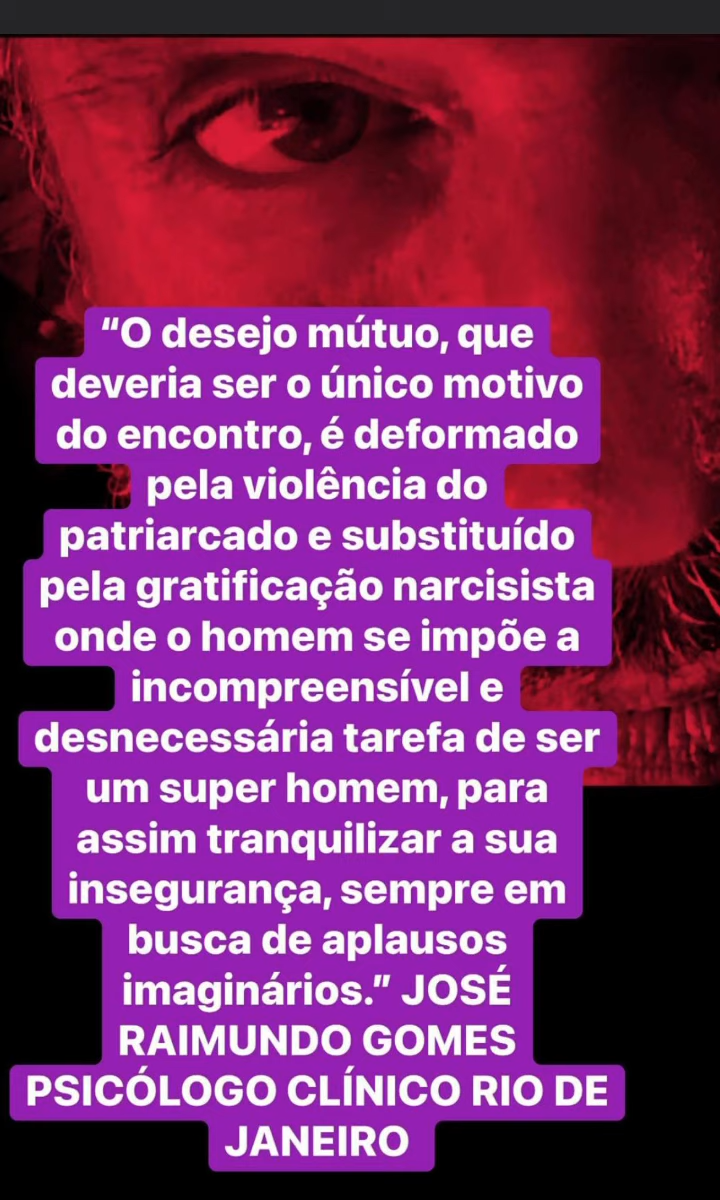 “O desejo mútuo, que
deveria ser o único motivo
do encontro, é deformado
pela violência do
patriarcado e substituído
pela gratificação narcisista
onde o homem se impõe a
incompreensível e
desnecessária tarefa de ser
um super homem, para
assim tranquilizar a sua
insegurança, sempre em
busca de aplausos
imaginários.” JOSÉ
RAIMUNDO GOMES
PSICÓLOGO CLÍNICO RIO DE
JANEIRO